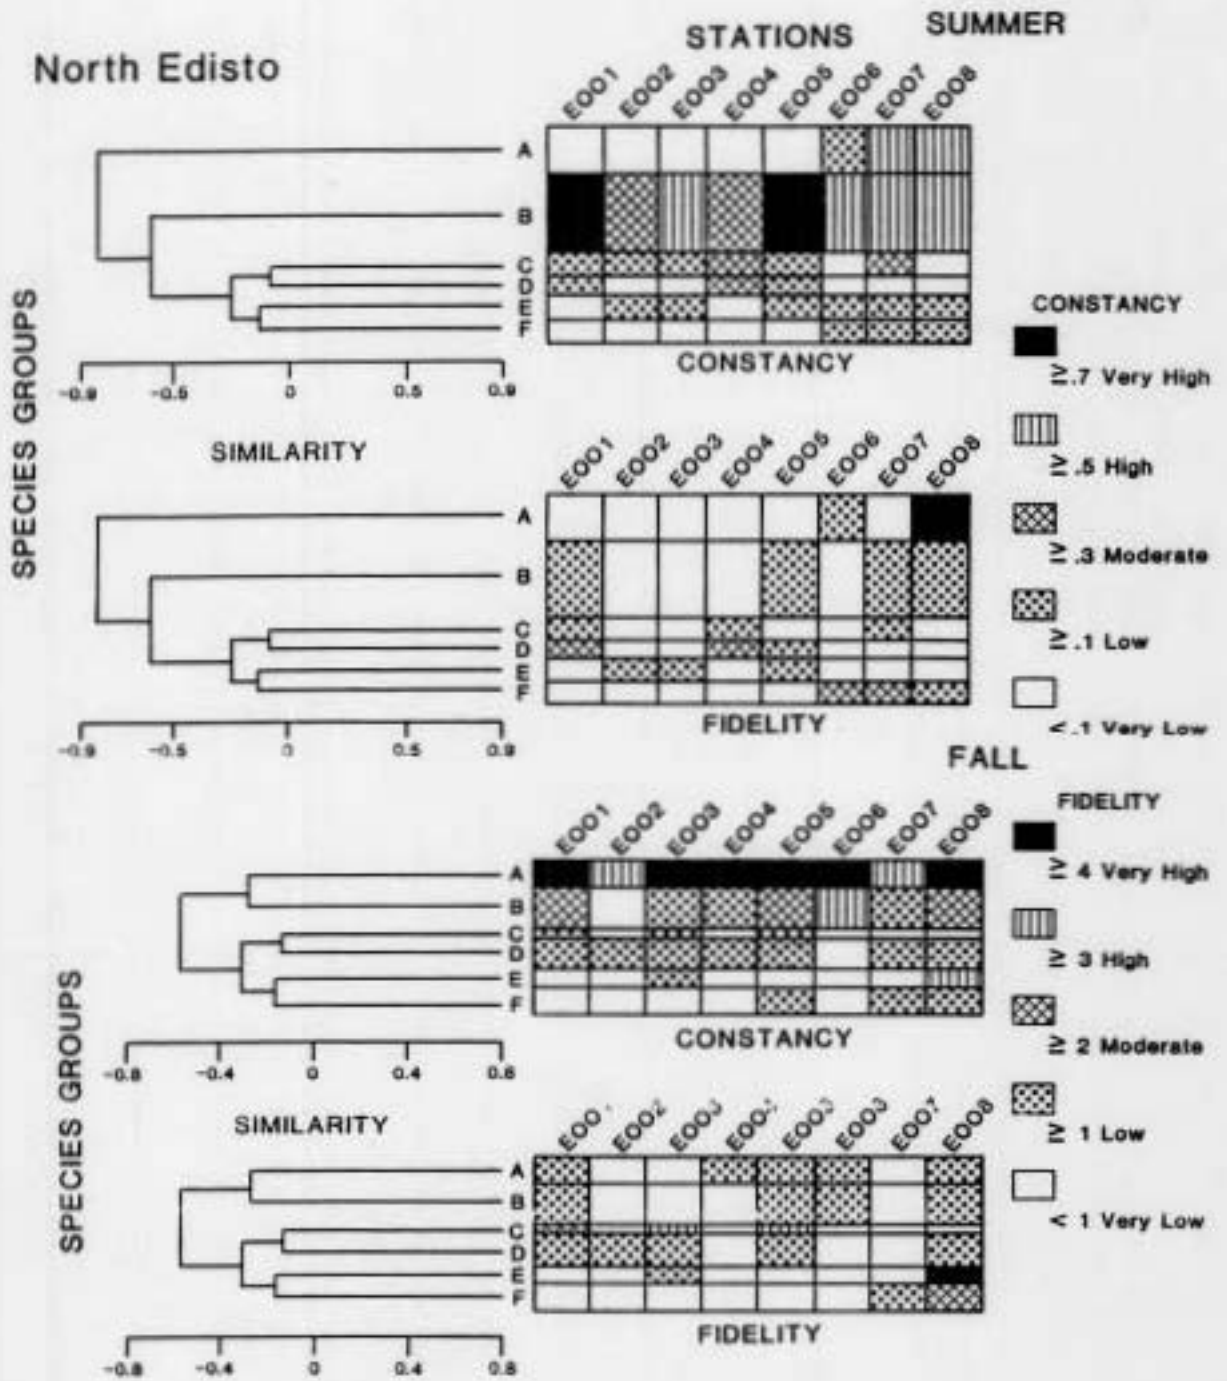 SUMMER
STATIONS
North Edisto
EOO1 EOO2 EOO3 EOO4 EOO5 EOO6 EOO7 EOO8
A
B
C
D
E
F
CONSTANCY
-0.9 -0.5 0 0.5 0.9
SIMILARITY
SPECIES GROUPS
EOO1 EOO2 EOO3 EOO4 EOO5 EOO6 EOO7 EOO8
A
B
C
D
E
F
FIDELITY
-0.9 -0.5 0 0.5 0.9
CONSTANCY
≥.7 Very High
≥.5 High
≥.3 Moderate
≥.1 Low
<.1 Very Low
FALL
EOO1 EOO2 EOO3 EOO4 EOO5 EOO6 EOO7 EOO8
A
B
C
D
E
F
CONSTANCY
-0.8 -0.4 0 0.4 0.8
SIMILARITY
SPECIES GROUPS
EOO2 EOO7 EOO8
A
B
C
D
E
F
FIDELITY
-0.8 -0.4 0 0.4 0.8
FIDELITY
≥ 4 Very High
≥ 3 High
≥ 2 Moderate
≥ 1 Low
< 1 Very Low